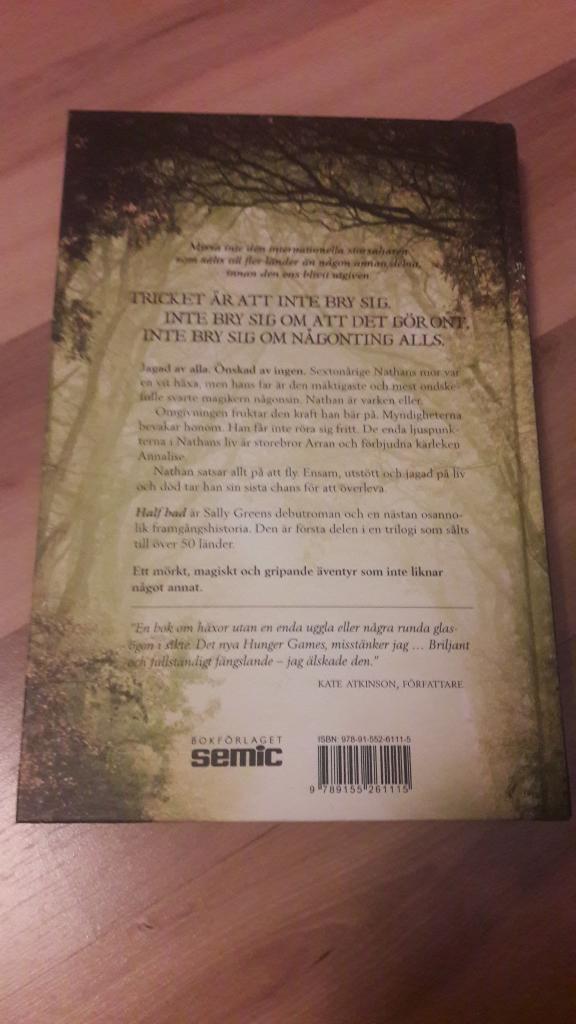 Missa inte den internationella storsäljaren
som sålts till fler länder än någon annan debut,
innan den ens blivit utgiven
TRICKET ÄR ATT INTE BRY SIG.
INTE BRY SIG OM ATT DET GÖR ONT.
INTE BRY SIG OM NÅGONTING ALLS.
Jagad av alla. Önskad av ingen. Sextonårige Nathans mor var
en vit häxa, men hans far är den mäktigaste och mest ondske-
fulle svarte magikern någonsin. Nathan är varken eller.
Omgivningen fruktar den kraft han bär på. Myndigheterna
bevakar honom. Han får inte röra sig fritt. De enda ljuspunk-
terna i Nathans liv är storebror Arran och förbjudna kärleken
Annalise.
Nathan satsar allt på att fly. Ensam, utstött och jagad på liv
och död tar han sin sista chans för att överleva.
Half bad är Sally Greens debutroman och en nästan osanno-
lik framgångshistoria. Den är första delen i en trilogi som sålts
till över 50 länder.
Ett mörkt, magiskt och gripande äventyr som inte liknar
något annat.
"En bok om häxor utan en enda uggla eller några runda glas-
ögon i sikte. Det nya Hunger Games, misstänker jag … Briljant
och fullständigt fängslande – jag älskade den."
KATE ATKINSON, FÖRFATTARE
BOKFÖRLAGET
semic
ISBN: 978-91-552-6111-5
9 789155 261115